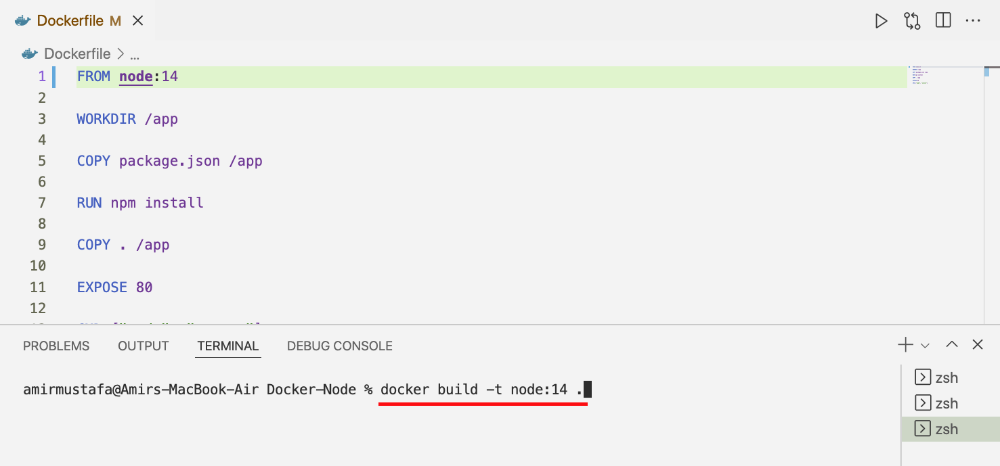 Dockerfile M
Dockerfile > ...
1 FROM node:14
2
3 WORKDIR /app
4
5 COPY package.json /app
6
7 RUN npm install
8
9 COPY . /app
10
11 EXPOSE 80
12
PROBLEMS OUTPUT TERMINAL DEBUG CONSOLE
amirmustafa@Amirs-MacBook-Air Docker-Node % docker build -t node:14 .
zsh
zsh
zsh